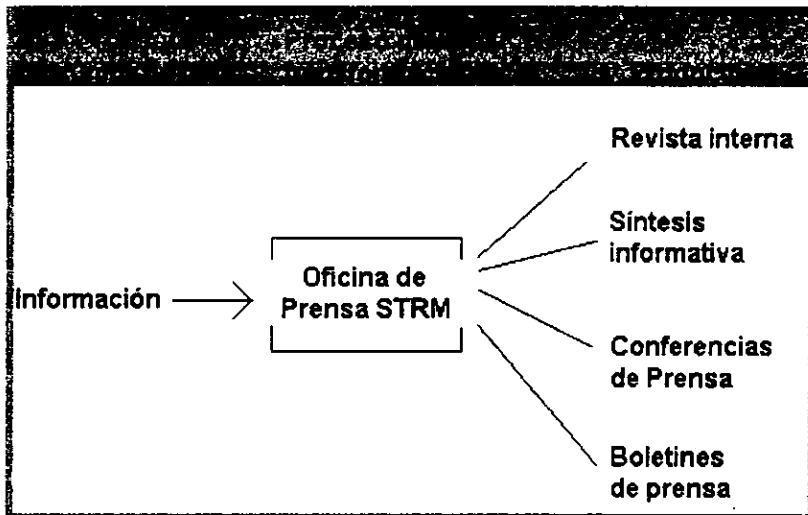 Información
Oficina de
Prensa STRM
Revista interna
Síntesis
informativa
Conferencias
de Prensa
Boletines
de prensa